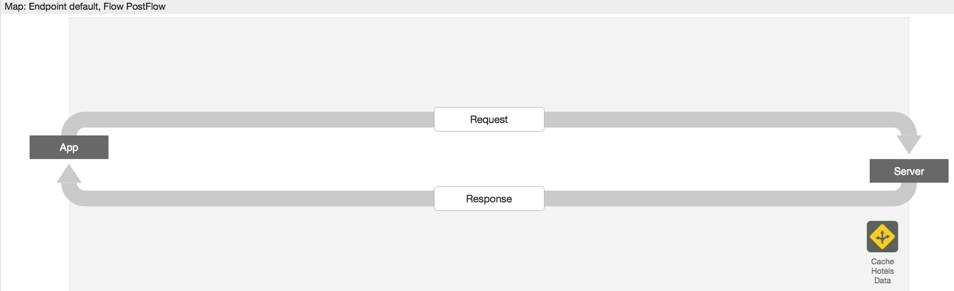 Map: Endpoint default, Flow PostFlow
Request
App
Server
Response
Cache
Hotels
Data